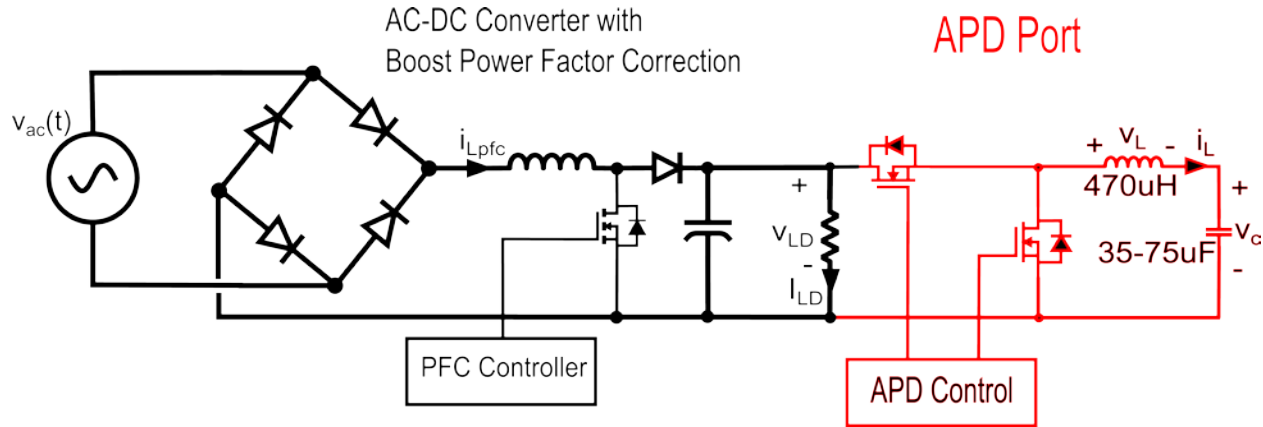 AC-DC Converter with
Boost Power Factor Correction
APD Port
vac(t)
iLpfc
vL
iL
+ -
470uH
+
+
vLD
35-75uF
vc
-
-
ILD
PFC Controller
APD Control